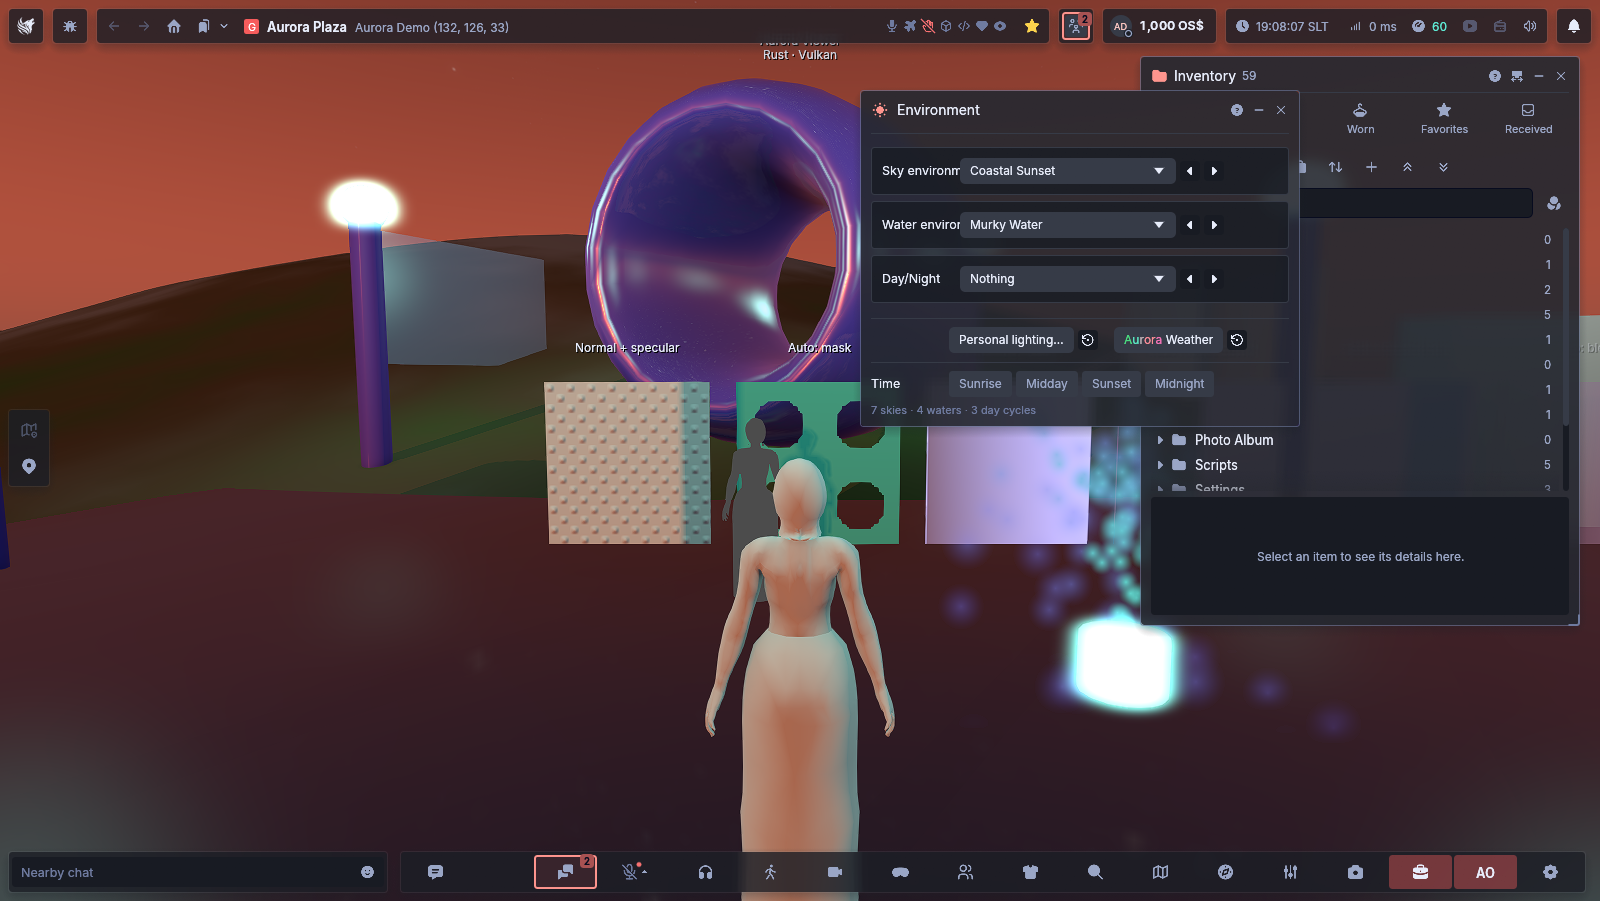 G Aurora Plaza Aurora Demo (132, 126, 33)
2
AD 1,000 OS$
19:08:07 SLT
0 ms
60
Rust · Vulkan
Inventory 59
Worn
Favorites
Received
Environment
Sky environm
Coastal Sunset
Water enviror
Murky Water
Day/Night
Nothing
Personal lighting...
Aurora Weather
Time
Sunrise
Midday
Sunset
Midnight
7 skies · 4 waters · 3 day cycles
0
1
2
5
1
0
1
1
Photo Album 0
Scripts 5
Settings 3
Select an item to see its details here.
Normal + specular
Auto: mask
Nearby chat
2
AO